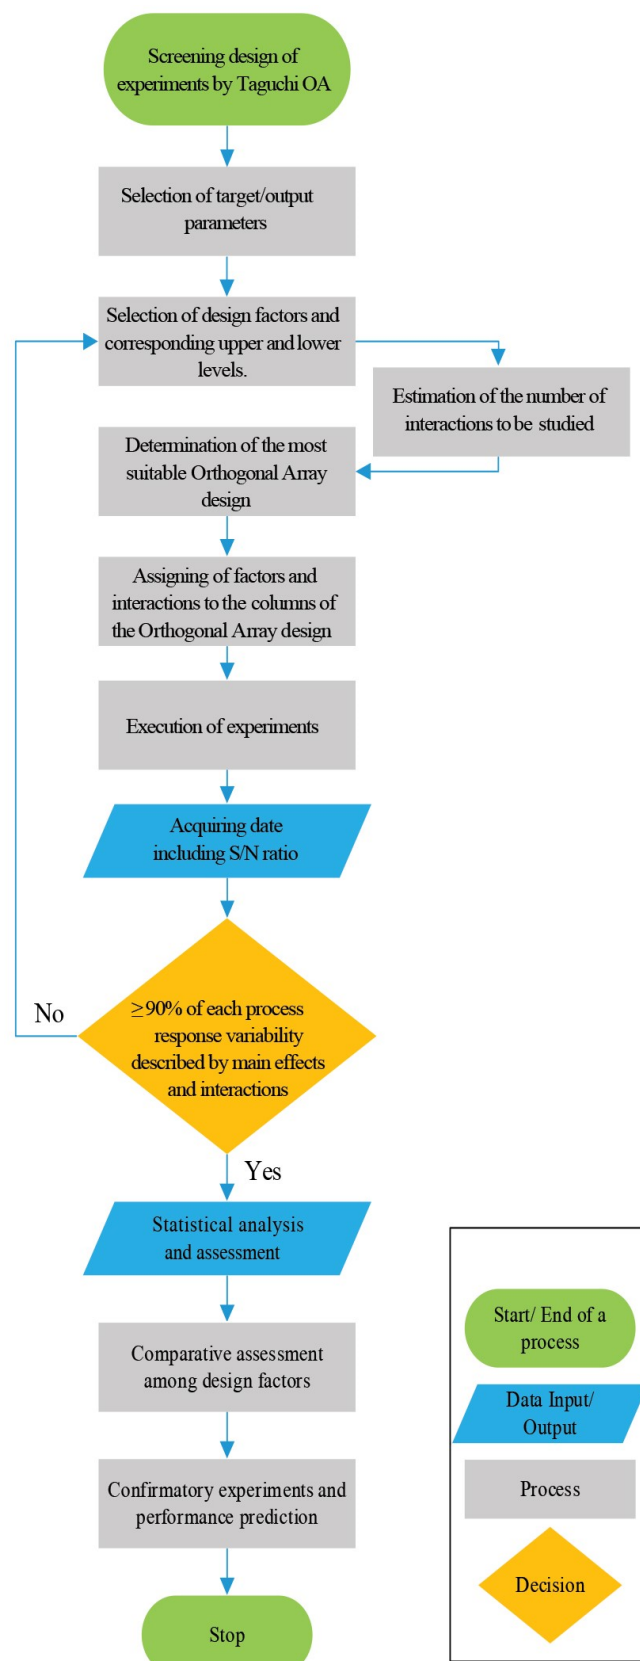 Screening design of
experiments by Taguchi OA
Selection of target/output
parameters
Selection of design factors and
corresponding upper and lower
levels.
Estimation of the number of
interactions to be studied
Determination of the most
suitable Orthogonal Array
design
Assigning of factors and
interactions to the columns of
the Orthogonal Array design
Execution of experiments
Acquiring date
including S/N ratio
≥90% of each process
response variability
described by main effects
and interactions
No
Yes
Statistical analysis
and assessment
Comparative assessment
among design factors
Confirmatory experiments and
performance prediction
Stop
Start/ End of a
process
Data Input/
Output
Process
Decision